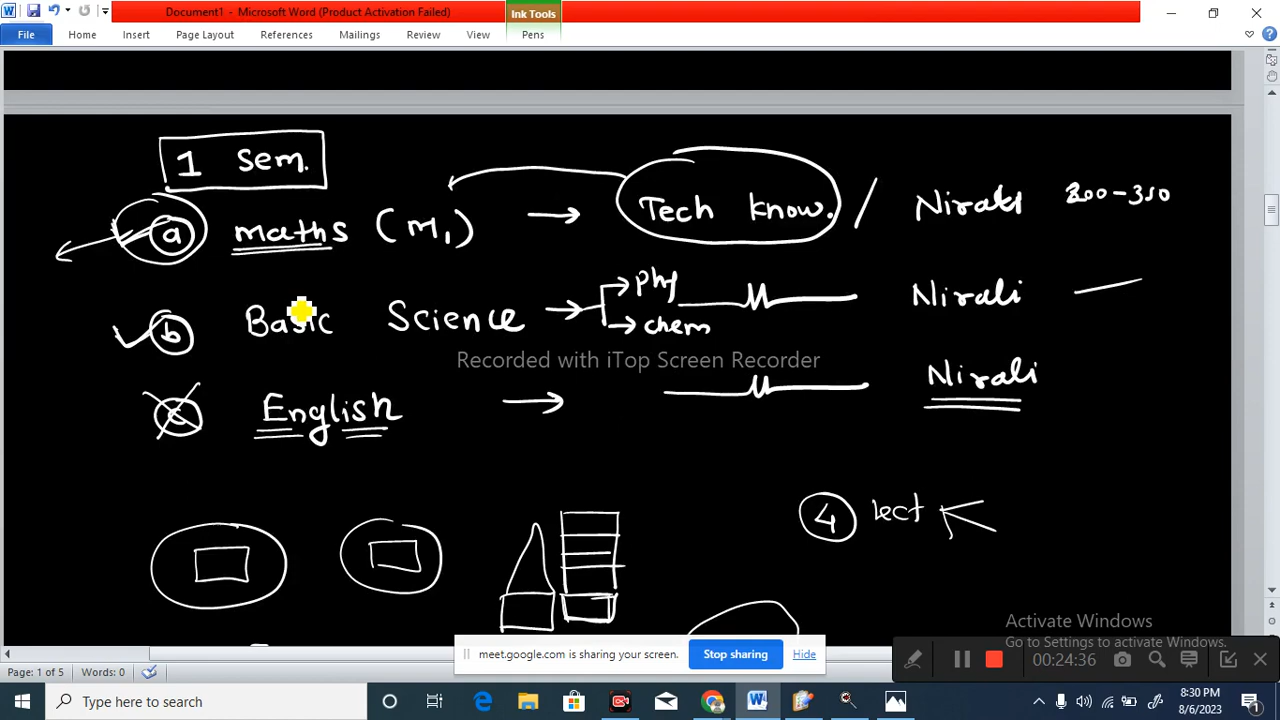 Document1 - Microsoft Word (Product Activation Failed)
Ink Tools
File Home Insert Page Layout References Mailings Review View Pens
1 Sem.
a maths (M1) → Tech Know. / Nirali 300-350
b Basic Science → phy Nirali
→ chem
Recorded with iTop Screen Recorder
c English → Nirali
4 lect
Activate Windows
Go to Settings to activate Windows.
meet.google.com is sharing your screen. Stop sharing Hide
00:24:36
Page: 1 of 5 Words: 0
Type here to search
8:30 PM
8/6/2023